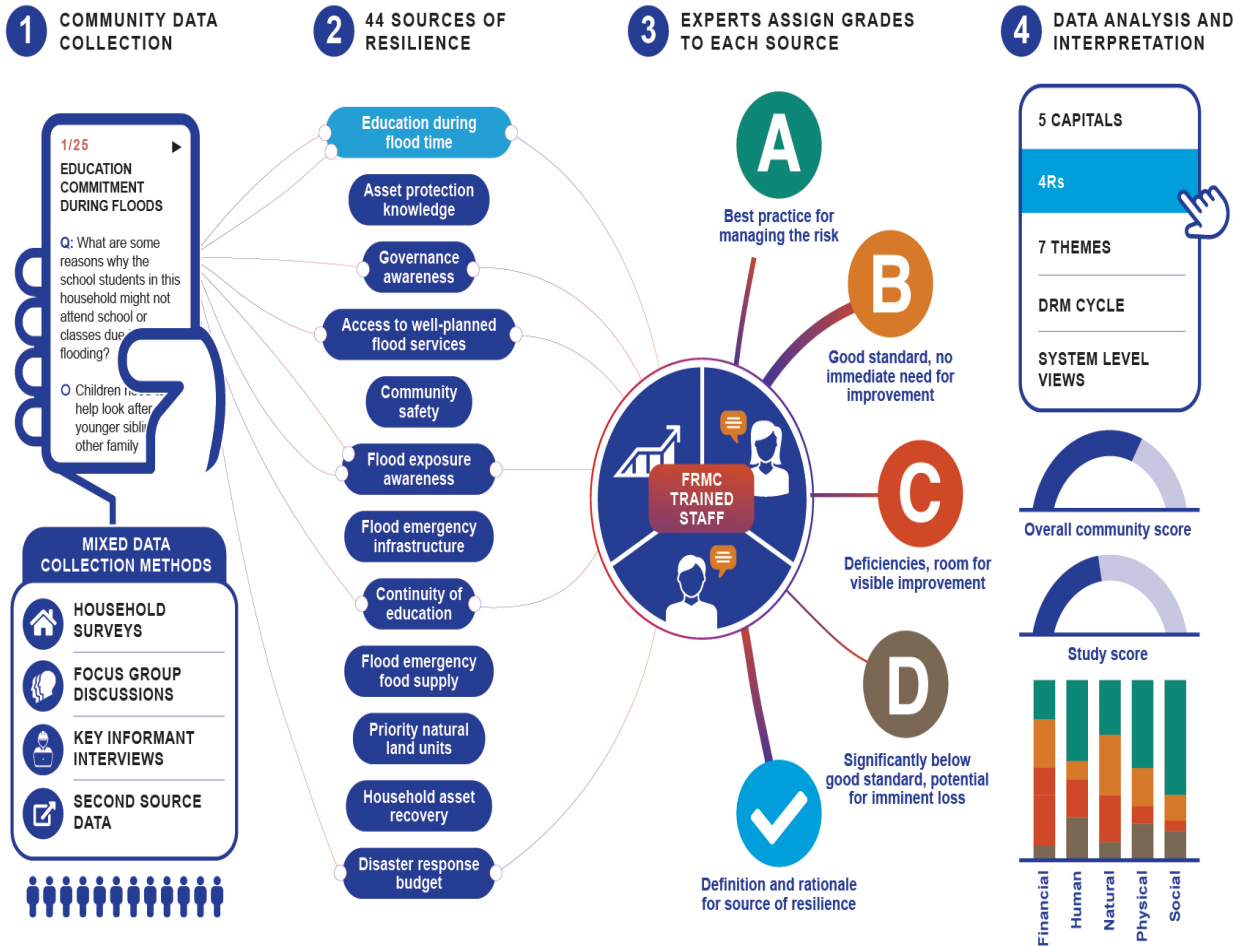 1
COMMUNITY DATA
COLLECTION
1/25
EDUCATION
COMMITMENT
DURING FLOODS
Q: What are some
reasons why the
school students in this
household might not
attend school or
classes due
flooding?
O Children
help look after
younger
other family
MIXED DATA
COLLECTION METHODS
HOUSEHOLD
SURVEYS
FOCUS GROUP
DISCUSSIONS
KEY INFORMANT
INTERVIEWS
SECOND SOURCE
DATA
2
44 SOURCES OF
RESILIENCE
Education during
flood time
Asset protection
knowledge
Governance
awareness
Access to well-planned
flood services
Community
safety
Flood exposure
awareness
Flood emergency
infrastructure
Continuity of
education
Flood emergency
food supply
Priority natural
land units
Household asset
recovery
Disaster response
budget
3
EXPERTS ASSIGN GRADES
TO EACH SOURCE
FRMC
TRAINED
STAFF
A
Best practice for
managing the risk
B
Good standard, no
immediate need for
improvement
C
Deficiencies, room for
visible improvement
D
Significantly below
good standard, potential
for imminent loss
Definition and rationale
for source of resilience
4
DATA ANALYSIS AND
INTERPRETATION
5 CAPITALS
4Rs
7 THEMES
DRM CYCLE
SYSTEM LEVEL
VIEWS
Overall community score
Study score
Financial
Human
Natural
Physical
Social